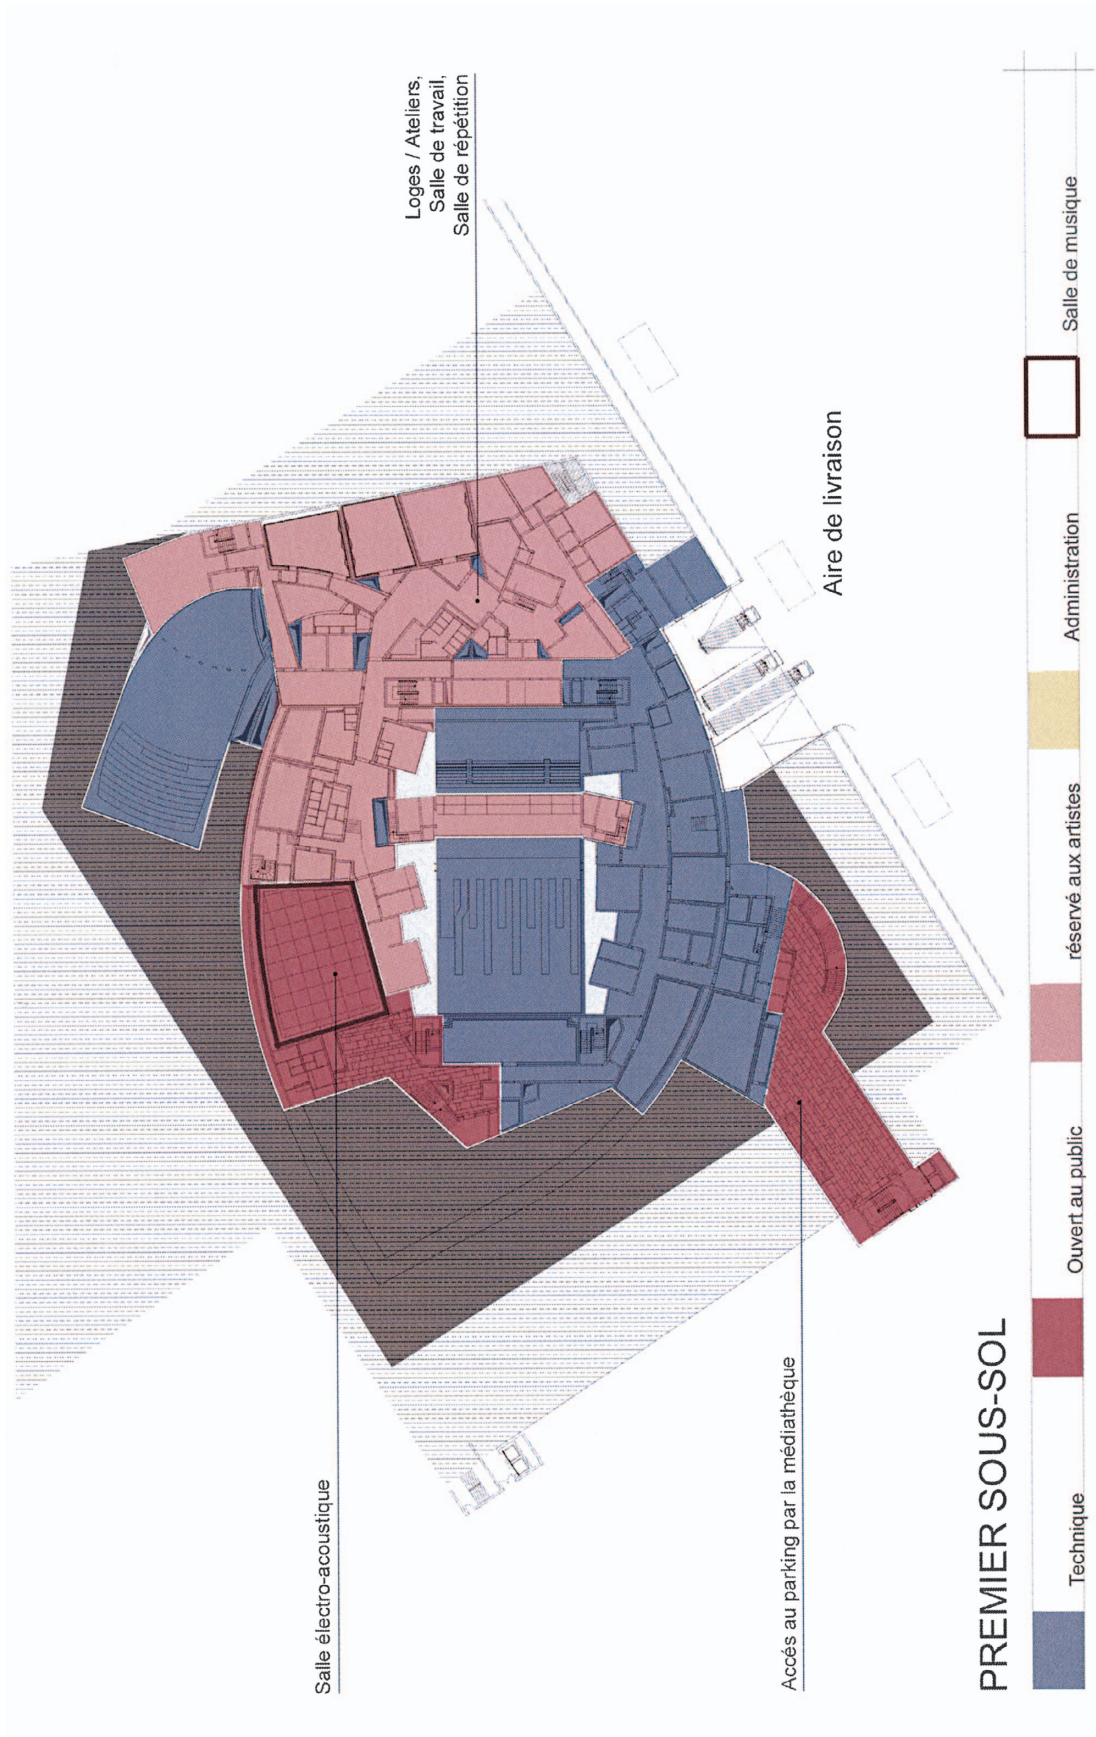 Loges / Ateliers,
Salle de travail,
Salle de répétition
Aire de livraison
Salle électro-acoustique
Accés au parking par la médiathèque
PREMIER SOUS-SOL
Technique
Ouvert au public
réservé aux artistes
Administration
Salle de musique